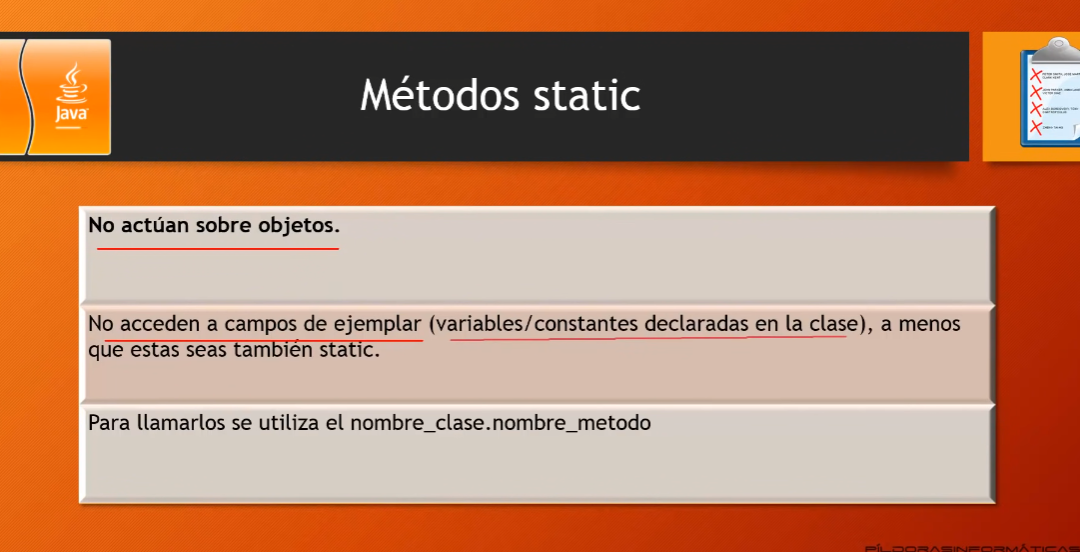 Java
Métodos static
No actúan sobre objetos.
No acceden a campos de ejemplar (variables/constantes declaradas en la clase), a menos
que estas seas también static.
Para llamarlos se utiliza el nombre_clase.nombre_metodo
PÍLDORASINFORMÁTICAS